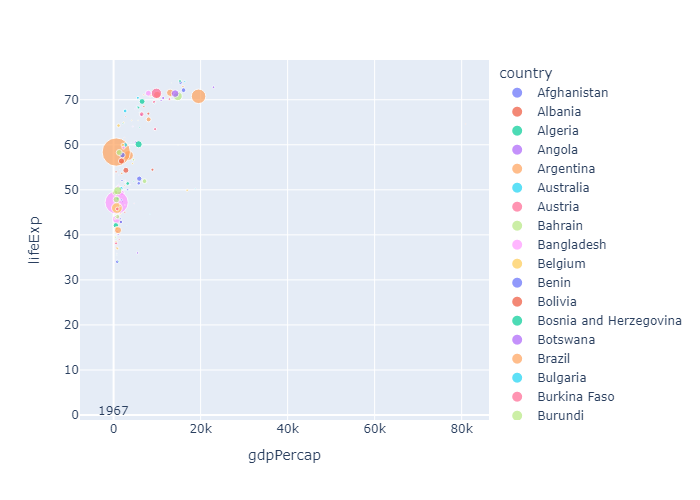 country
Afghanistan
Albania
Algeria
Angola
Argentina
Australia
Austria
Bahrain
Bangladesh
Belgium
Benin
Bolivia
Bosnia and Herzegovina
Botswana
Brazil
Bulgaria
Burkina Faso
Burundi
70
60
50
40
30
20
10
0
lifeExp
1967
0 20k 40k 60k 80k
gdpPercap